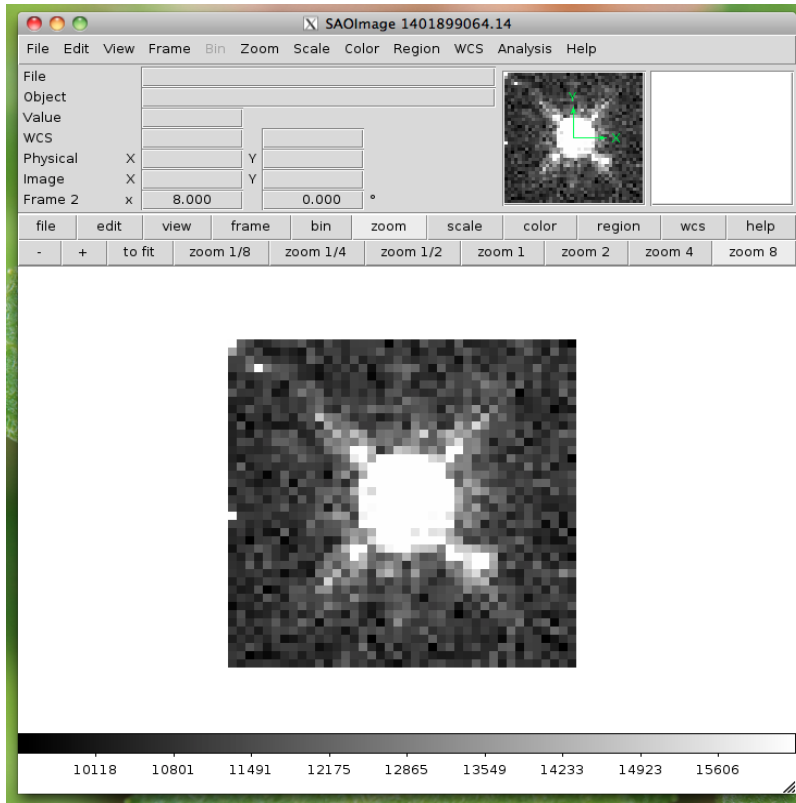 SAOImage 1401899064.14
File Edit View Frame Bin Zoom Scale Color Region WCS Analysis Help
File
Object
Value
WCS
Physical X Y
Image X Y
Frame 2 x 8.000 0.000 °
Y
X
file edit view frame bin zoom scale color region wcs help
- + to fit zoom 1/8 zoom 1/4 zoom 1/2 zoom 1 zoom 2 zoom 4 zoom 8
10118 10801 11491 12175 12865 13549 14233 14923 15606